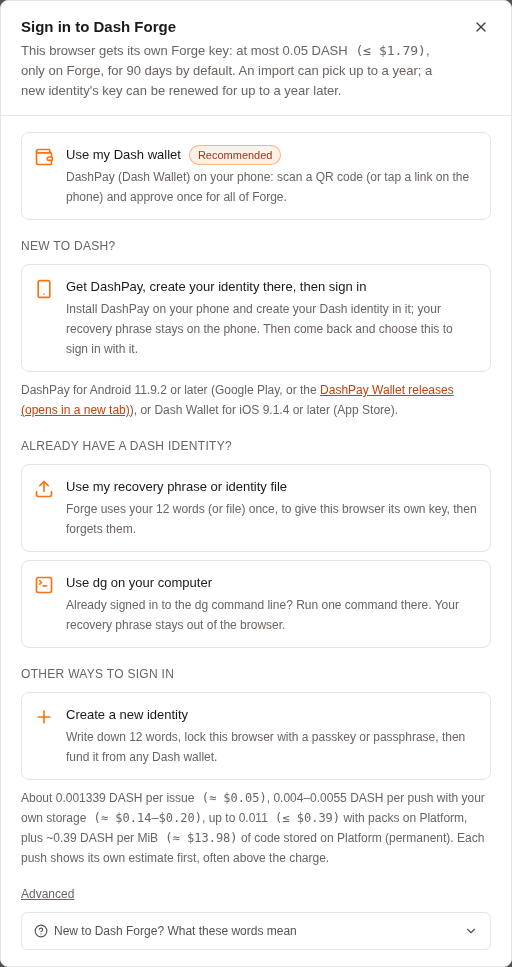 Sign in to Dash Forge
This browser gets its own Forge key: at most 0.05 DASH (≤ $1.79),
only on Forge, for 90 days by default. An import can pick up to a year; a
new identity's key can be renewed for up to a year later.
Use my Dash wallet Recommended
DashPay (Dash Wallet) on your phone: scan a QR code (or tap a link on the
phone) and approve once for all of Forge.
NEW TO DASH?
Get DashPay, create your identity there, then sign in
Install DashPay on your phone and create your Dash identity in it; your
recovery phrase stays on the phone. Then come back and choose this to
sign in with it.
DashPay for Android 11.9.2 or later (Google Play, or the DashPay Wallet releases
(opens in a new tab)), or Dash Wallet for iOS 9.1.4 or later (App Store).
ALREADY HAVE A DASH IDENTITY?
Use my recovery phrase or identity file
Forge uses your 12 words (or file) once, to give this browser its own key, then
forgets them.
Use dg on your computer
Already signed in to the dg command line? Run one command there. Your
recovery phrase stays out of the browser.
OTHER WAYS TO SIGN IN
Create a new identity
Write down 12 words, lock this browser with a passkey or passphrase, then
fund it from any Dash wallet.
About 0.001339 DASH per issue (≈ $0.05), 0.004–0.0055 DASH per push with your
own storage (≈ $0.14–$0.20), up to 0.011 (≤ $0.39) with packs on Platform,
plus ~0.39 DASH per MiB (≈ $13.98) of code stored on Platform (permanent). Each
push shows its own estimate first, often above the charge.
Advanced
New to Dash Forge? What these words mean